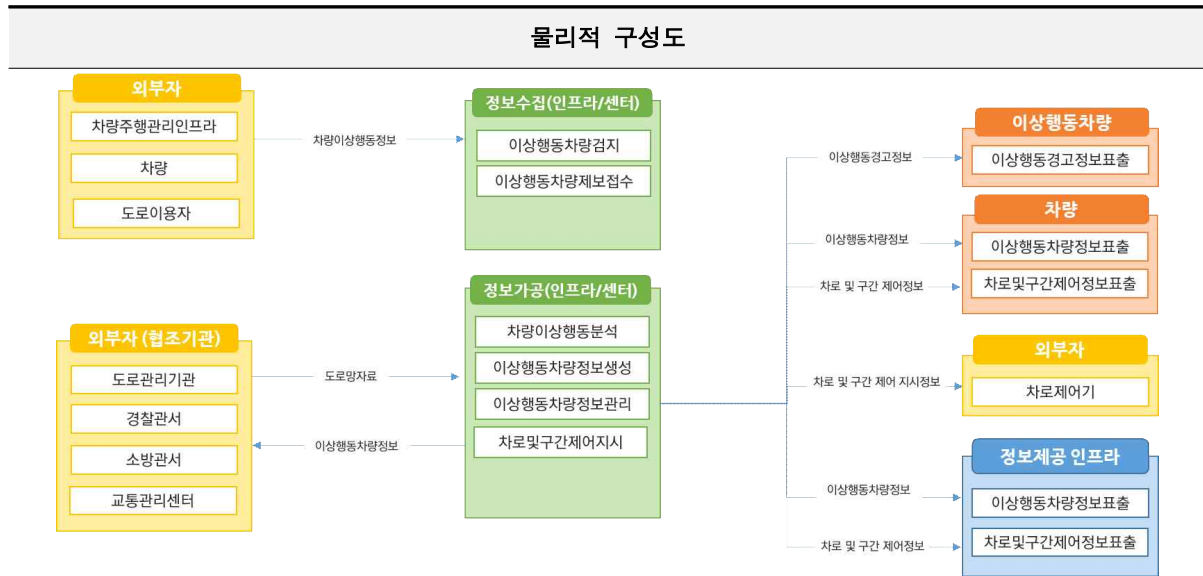 물리적 구성도
외부자
차량주행관리인프라
차량
도로이용자
차량이상행동정보
정보수집(인프라/센터)
이상행동차량검지
이상행동차량제보접수
외부자 (협조기관)
도로관리기관
경찰관서
소방관서
교통관리센터
도로망자료
이상행동차량정보
정보가공(인프라/센터)
차량이상행동분석
이상행동차량정보생성
이상행동차량정보관리
차로및구간제어지시
이상행동경고정보
이상행동차량정보
차로 및 구간 제어정보
차로 및 구간 제어 지시정보
이상행동차량정보
차로 및 구간 제어정보
이상행동차량
이상행동경고정보표출
차량
이상행동차량정보표출
차로및구간제어정보표출
외부자
차로제어기
정보제공 인프라
이상행동차량정보표출
차로및구간제어정보표출